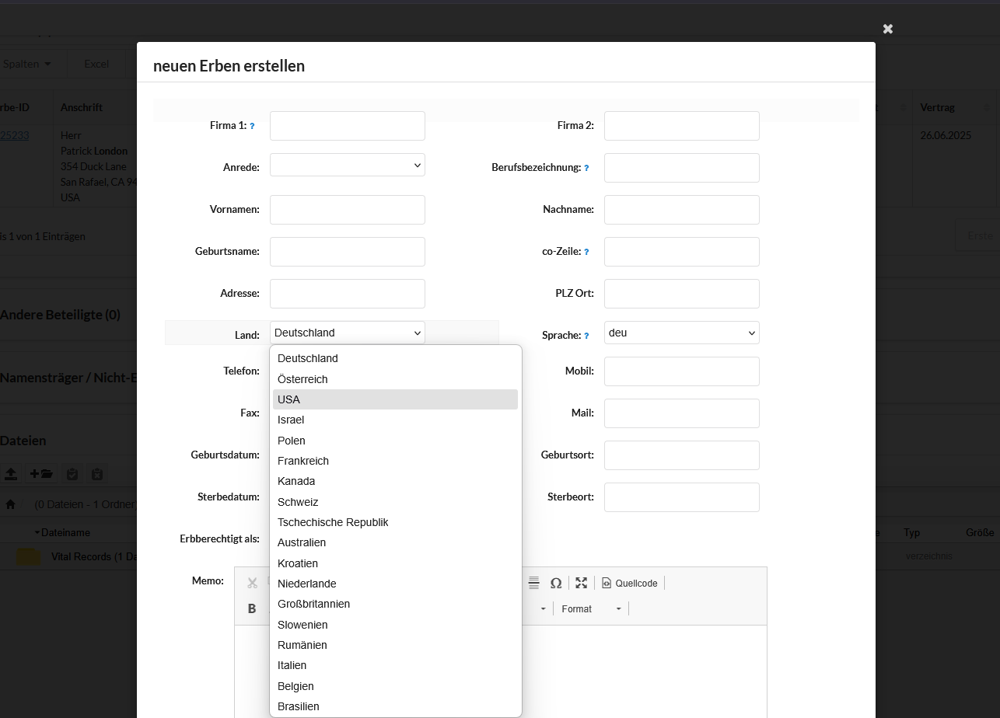 neuen Erben erstellen
Spalten
Excel
rbe-ID
Anschrift
Vertrag
25233
Herr
26.06.2025
Patrick London
354 Duck Lane
San Rafael, CA 94
USA
is 1 von 1 Einträgen
Erste
Andere Beteiligte (0)
Namensträger / Nicht-E
Dateien
(0 Dateien - 1 Ordner
Dateiname
Typ
Größe
Vital Records (1 Da
verzeichnis
Firma 1: ?
Firma 2:
Anrede:
Berufsbezeichnung: ?
Vornamen:
Nachname:
Geburtsname:
co-Zeile: ?
Adresse:
PLZ Ort:
Land:
Deutschland
Sprache: ?
deu
Telefon:
Mobil:
Fax:
Mail:
Geburtsdatum:
Geburtsort:
Sterbedatum:
Sterbeort:
Erbberechtigt als:
Memo:
Deutschland
Österreich
USA
Israel
Polen
Frankreich
Kanada
Schweiz
Tschechische Republik
Australien
Kroatien
Niederlande
Großbritannien
Slowenien
Rumänien
Italien
Belgien
Brasilien
Ω
Quellcode
B
Format